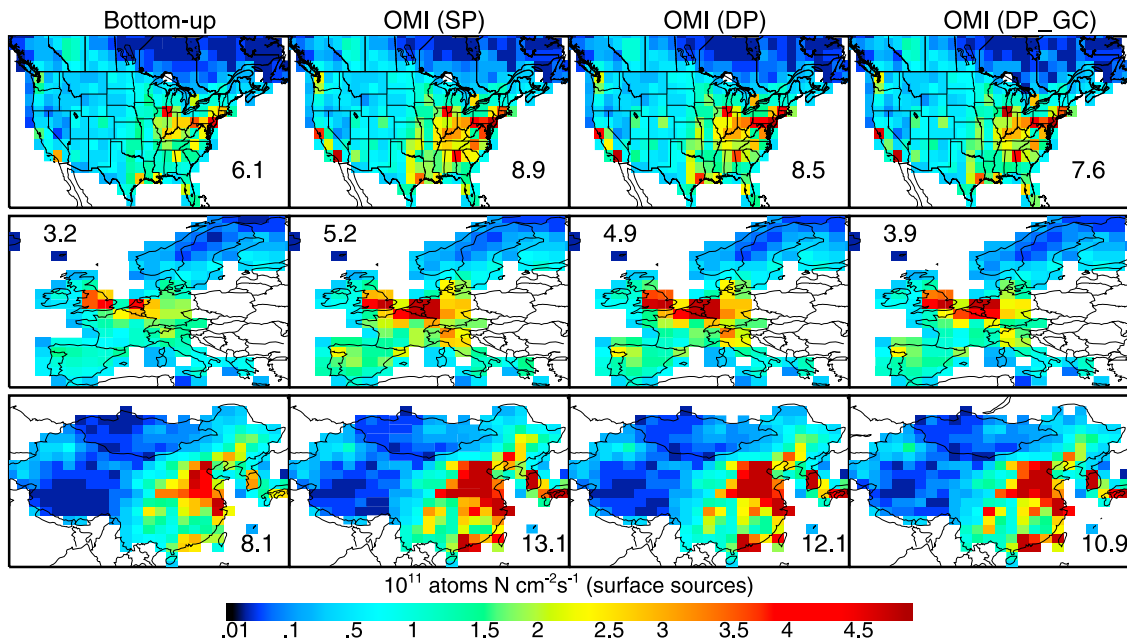 Bottom-up OMI (SP) OMI (DP) OMI (DP_GC)
6.1 8.9 8.5 7.6
3.2 5.2 4.9 3.9
8.1 13.1 12.1 10.9
10¹¹ atoms N cm⁻²s⁻¹ (surface sources)
.01 .1 .5 1 1.5 2 2.5 3 3.5 4 4.5